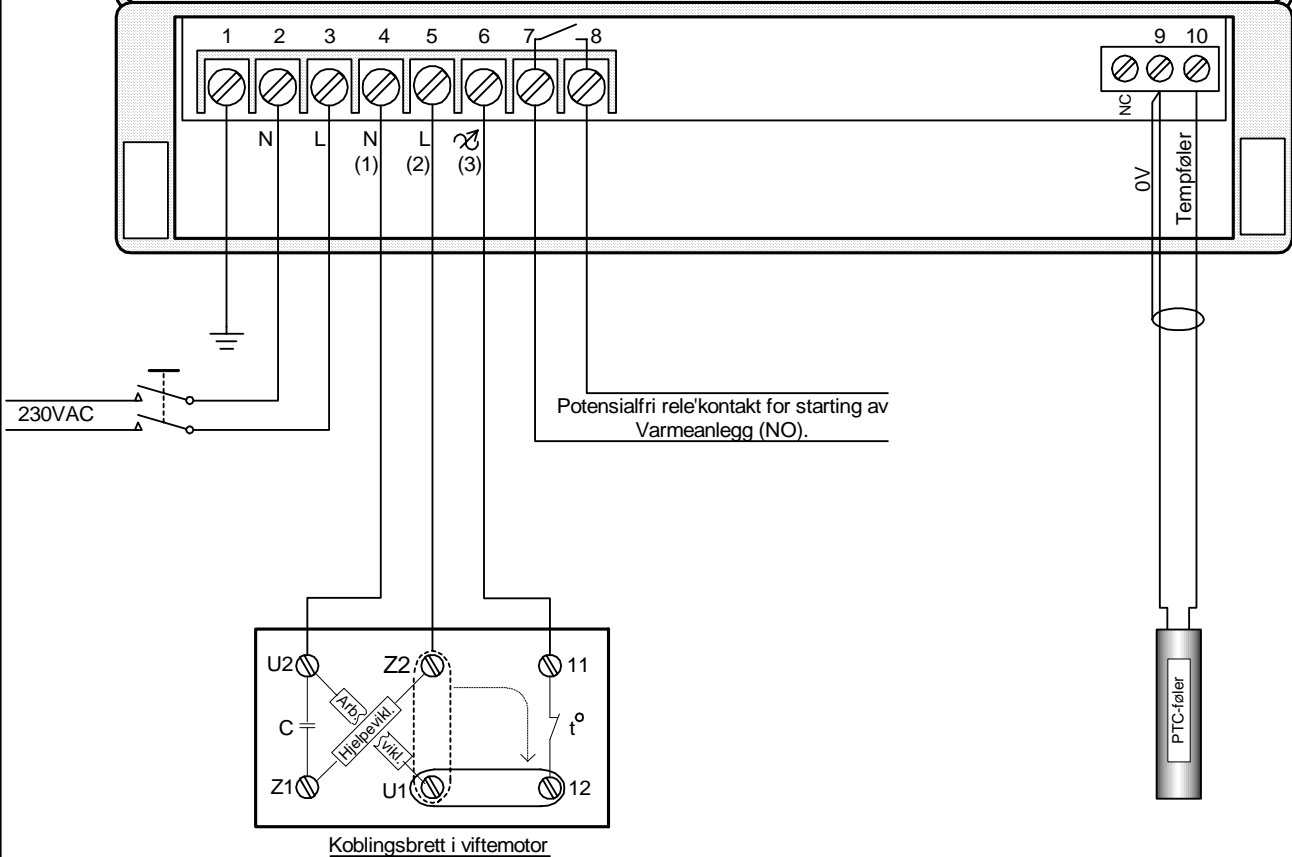 1 2 3 4 5 6 7 8 9 10
N L N L
(1) (2) (3)
NC
0V
Tempføler
230VAC
Potensialfri rele'kontakt for starting av
Varmeanlegg (NO).
U2 Z2 11
Arb.
C
Hjelpevikl.
t°
vikl.
Z1 U1 12
PTC-føler
Koblingsbrett i viftemotor